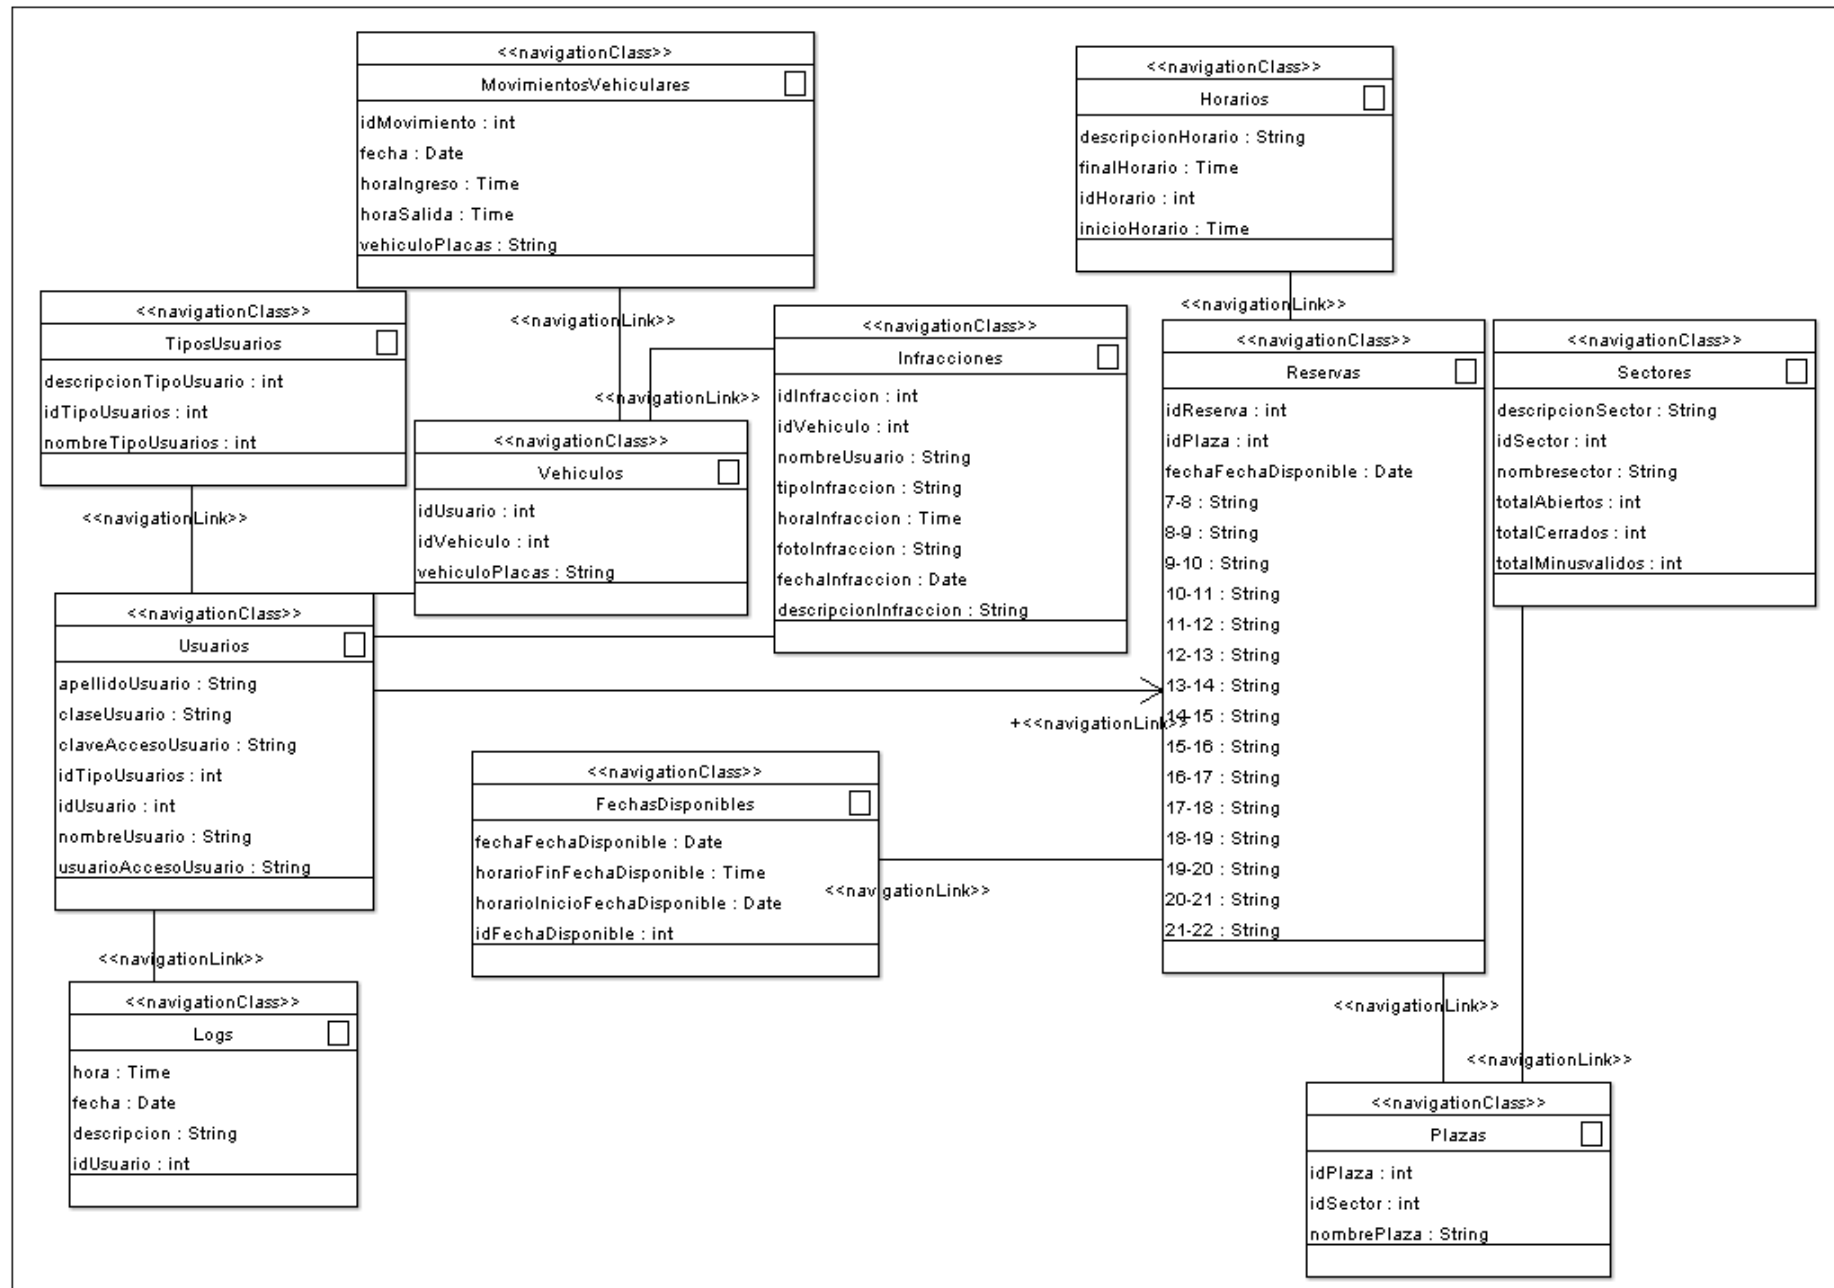 <<navigationClass>>
MovimientosVehiculares
idMovimiento : int
fecha : Date
horaIngreso : Time
horaSalida : Time
vehiculoPlacas : String
<<navigationClass>>
Horarios
descripcionHorario : String
finalHorario : Time
idHorario : int
inicioHorario : Time
<<navigationLink>>
<<navigationLink>>
<<navigationClass>>
TiposUsuarios
descripcionTipoUsuario : int
idTipoUsuarios : int
nombreTipoUsuarios : int
<<navigationLink>>
<<navigationLink>>
<<navigationClass>>
Vehiculos
idUsuario : int
idVehiculo : int
vehiculoPlacas : String
<<navigationClass>>
Infracciones
idInfraccion : int
idVehiculo : int
nombreUsuario : String
tipoInfraccion : String
horaInfraccion : Time
fotoInfraccion : String
fechaInfraccion : Date
descripcionInfraccion : String
<<navigationClass>>
Reservas
idReserva : int
idPlaza : int
fechaFechaDisponible : Date
7-8 : String
8-9 : String
9-10 : String
10-11 : String
11-12 : String
12-13 : String
13-14 : String
14-15 : String
15-16 : String
16-17 : String
17-18 : String
18-19 : String
19-20 : String
20-21 : String
21-22 : String
<<navigationClass>>
Sectores
descripcionSector : String
idSector : int
nombresector : String
totalAbiertos : int
totalCerrados : int
totalMinusvalidos : int
<<navigationClass>>
Usuarios
apellidoUsuario : String
claseUsuario : String
claveAccesoUsuario : String
idTipoUsuarios : int
idUsuario : int
nombreUsuario : String
usuarioAccesoUsuario : String
+<<navigationLink>>
<<navigationClass>>
FechasDisponibles
fechaFechaDisponible : Date
horarioFinFechaDisponible : Time
horarioInicioFechaDisponible : Date
idFechaDisponible : int
<<navigationLink>>
<<navigationLink>>
<<navigationClass>>
Logs
hora : Time
fecha : Date
descripcion : String
idUsuario : int
<<navigationLink>>
<<navigationLink>>
<<navigationClass>>
Plazas
idPlaza : int
idSector : int
nombrePlaza : String